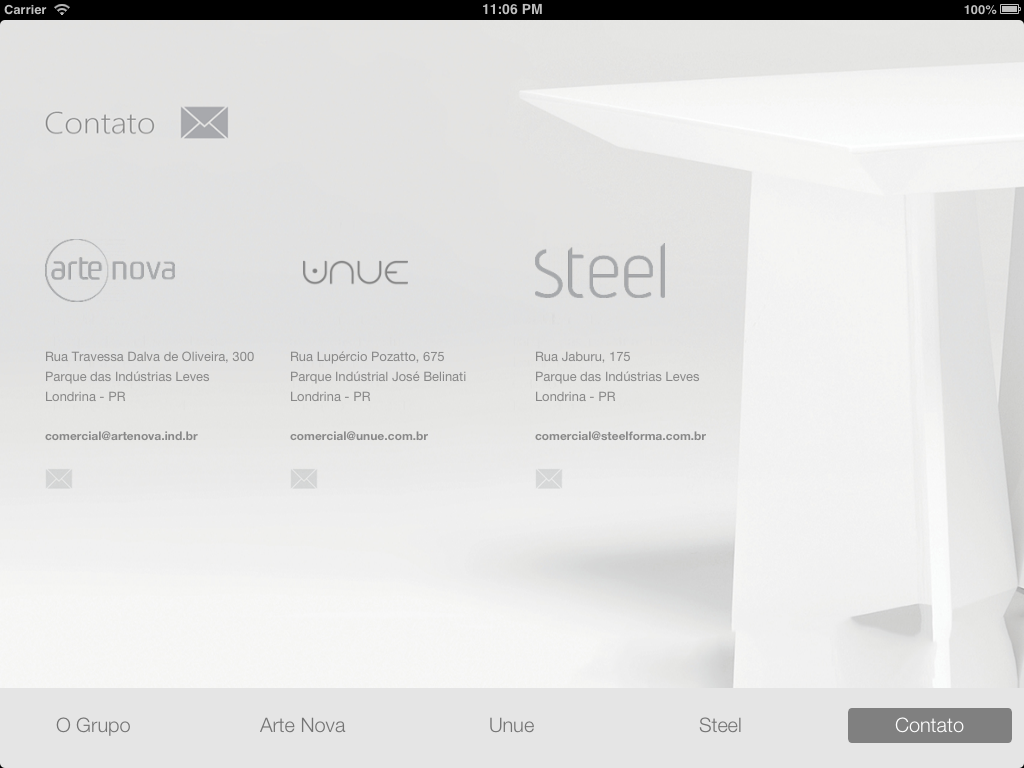 Carrier
11:06 PM
100%
Contato
arte nova
UNUE
Steel
Rua Travessa Dalva de Oliveira, 300
Parque das Indústrias Leves
Londrina - PR
comercial@artenova.ind.br
Rua Lupércio Pozatto, 675
Parque Indústrial José Belinati
Londrina - PR
comercial@unue.com.br
Rua Jaburu, 175
Parque das Indústrias Leves
Londrina - PR
comercial@steelforma.com.br
O Grupo
Arte Nova
Unue
Steel
Contato